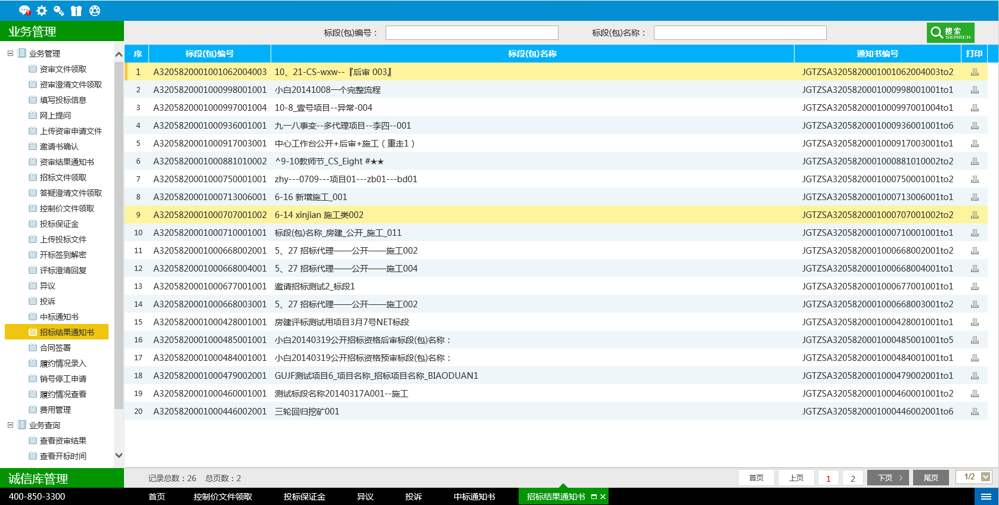 业务管理
标段(包)编号：
标段(包)名称：
搜索
SEARCH
业务管理
资审文件领取
资审澄清文件领取
填写投标信息
网上提问
上传资审申请文件
邀请书确认
资审结果通知书
招标文件领取
答疑澄清文件领取
控制价文件领取
投标保证金
上传投标文件
开标签到解密
评标澄清回复
异议
投诉
中标通知书
招标结果通知书
合同签署
履约情况录入
销号停工申请
履约情况查看
费用管理
业务查询
查看资审结果
查看开标时间
诚信库管理
序 标段(包)编号 标段(包)名称 通知书编号 打印
1 A3205820001001062004003 10、21-CS-wxw--『后审 003』 JGTZSA3205820001001062004003to2
2 A3205820001000998001001 小白20141008一个完整流程 JGTZSA3205820001000998001001to1
3 A3205820001000997001004 10-8_壹号项目--异常-004 JGTZSA3205820001000997001004to1
4 A3205820001000936001001 九一八事变--多代理项目--李四--001 JGTZSA3205820001000936001001to6
5 A3205820001000917003001 中心工作台公开+后审+施工（重走1） JGTZSA3205820001000917003001to1
6 A3205820001000881010002 ^9-10教师节_CS_Eight #★★ JGTZSA3205820001000881010002to2
7 A3205820001000750001001 zhy---0709---项目01---zb01---bd01 JGTZSA3205820001000750001001to2
8 A3205820001000713006001 6-16 新增施工_001 JGTZSA3205820001000713006001to1
9 A3205820001000707001002 6-14 xinjian 施工类002 JGTZSA3205820001000707001002to2
10 A3205820001000710001001 标段(包)名称_房建_公开_施工_011 JGTZSA3205820001000710001001to1
11 A3205820001000668002001 5、27 招标代理——公开——施工002 JGTZSA3205820001000668002001to2
12 A3205820001000668004001 5、27 招标代理——公开——施工004 JGTZSA3205820001000668004001to1
13 A3205820001000677001001 邀请招标测试2_标段1 JGTZSA3205820001000677001001to1
14 A3205820001000668003001 5、27 招标代理——公开——施工002 JGTZSA3205820001000668003001to2
15 A3205820001000428001001 房建评标测试用项目3月7号NET标段 JGTZSA3205820001000428001001to1
16 A3205820001000485001001 小白20140319公开招标资格后审标段(包)名称： JGTZSA3205820001000485001001to5
17 A3205820001000484001001 小白20140319公开招标资格预审标段(包)名称： JGTZSA3205820001000484001001to1
18 A3205820001000479002001 GUJF测试项目6_项目名称_招标项目名称_BIAODUAN1 JGTZSA3205820001000479002001to1
19 A3205820001000460001001 测试标段名称20140317A001--施工 JGTZSA3205820001000460001001to2
20 A3205820001000446002001 三轮回归挖矿001 JGTZSA3205820001000446002001to6
记录总数：26 总页数：2
首页 上页 1 2 下页 尾页 1/2
400-850-3300 首页 控制价文件领取 投标保证金 异议 投诉 中标通知书 招标结果通知书